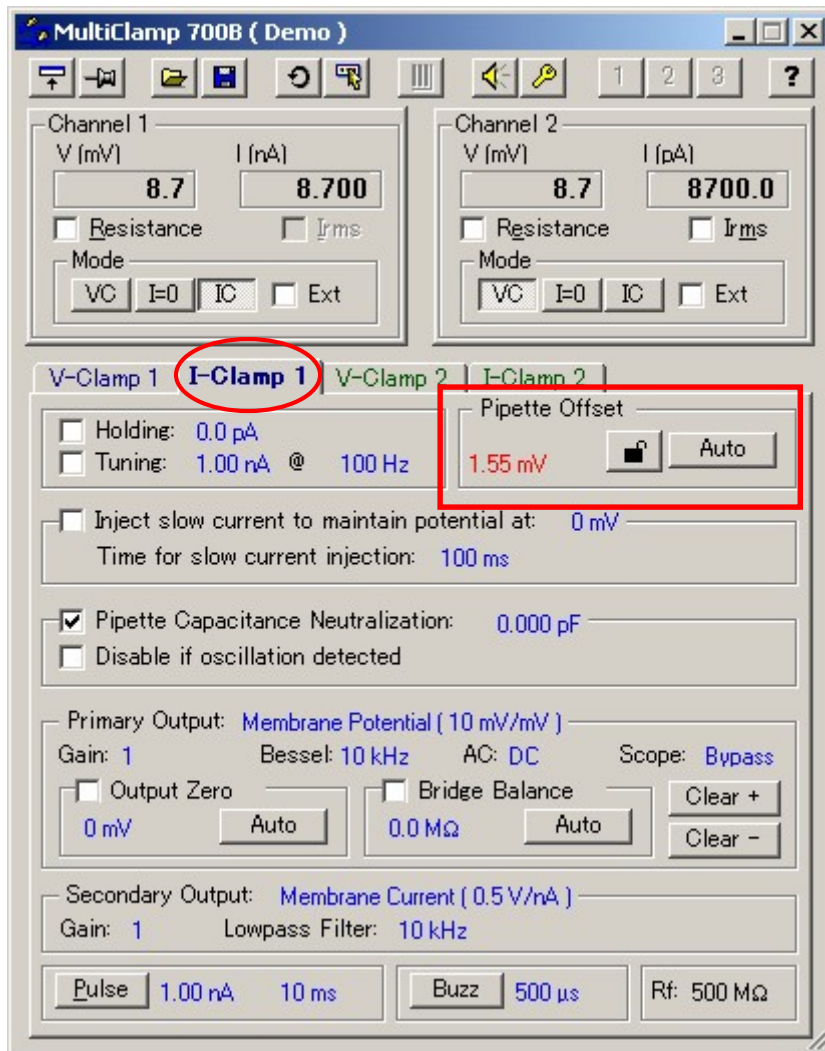 MultiClamp 700B ( Demo )
1 2 3 ?
Channel 1
V (mV) I (nA)
8.7 8.700
Resistance Irms
Mode
VC I=0 IC Ext
Channel 2
V (mV) I (pA)
8.7 8700.0
Resistance Irms
Mode
VC I=0 IC Ext
V-Clamp 1 I-Clamp 1 V-Clamp 2 I-Clamp 2
Holding: 0.0 pA
Tuning: 1.00 nA @ 100 Hz
Pipette Offset
1.55 mV Auto
Inject slow current to maintain potential at: 0 mV
Time for slow current injection: 100 ms
Pipette Capacitance Neutralization: 0.000 pF
Disable if oscillation detected
Primary Output: Membrane Potential ( 10 mV/mV )
Gain: 1 Bessel: 10 kHz AC: DC Scope: Bypass
Output Zero
0 mV Auto
Bridge Balance
0.0 MΩ Auto
Clear +
Clear -
Secondary Output: Membrane Current ( 0.5 V/nA )
Gain: 1 Lowpass Filter: 10 kHz
Pulse 1.00 nA 10 ms Buzz 500 µs Rf: 500 MΩ